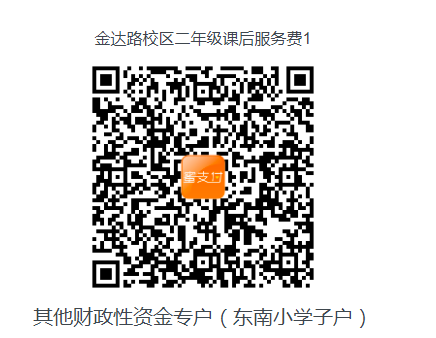 金达路校区二年级课后服务费1
量支付
其他财政性资金专户（东南小学子户）